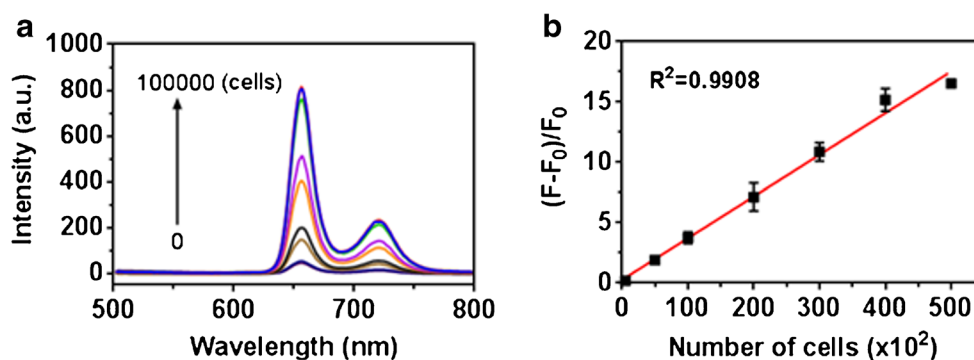 a
1000
800
600
400
200
0
Intensity (a.u.)
100000 (cells)
0
500
600
700
800
Wavelength (nm)
b
20
15
10
5
0
(F-F₀)/F₀
R²=0.9908
0
100
200
300
400
500
Number of cells (x10²)